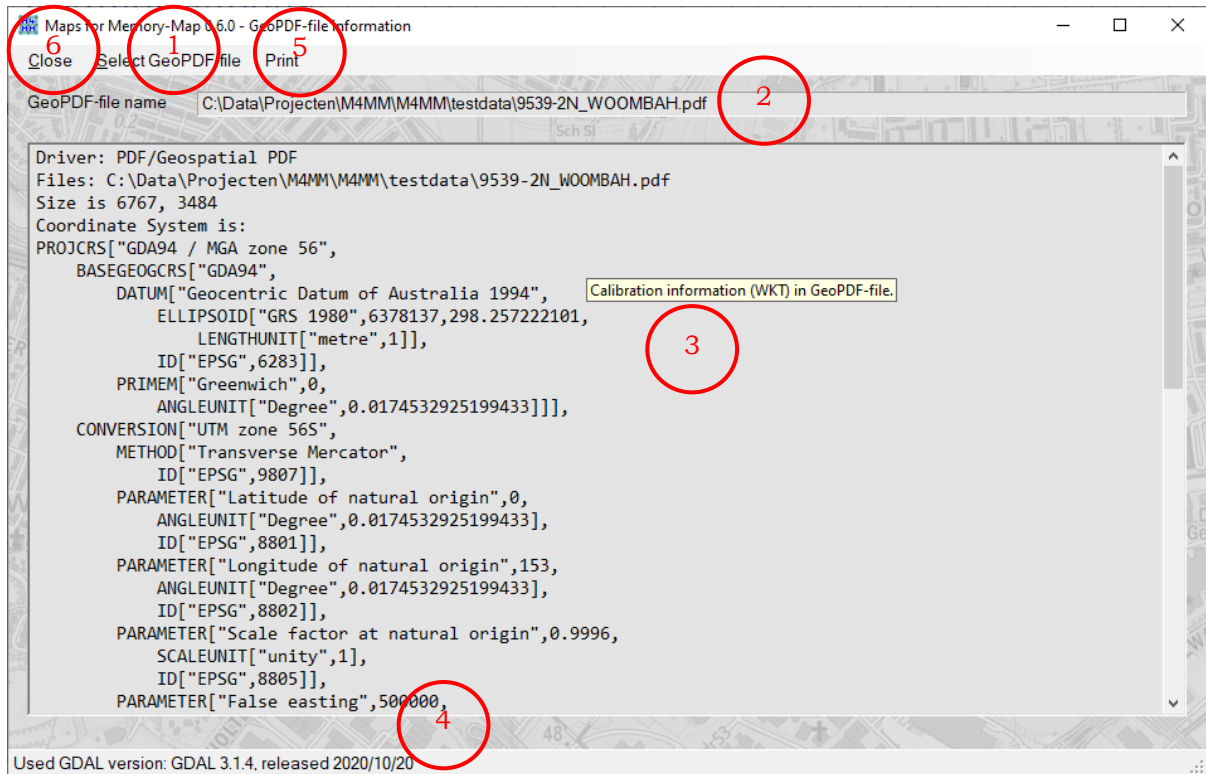 Maps for Memory-Map 0.6.0 - GeoPDF-file information
6 1 5
Close Select GeoPDF-file Print
GeoPDF-file name C:\Data\Projecten\M4MM\M4MM\testdata\9539-2N_WOOMBAH.pdf 2
0.2
Sch Sl
Driver: PDF/Geospatial PDF
Files: C:\Data\Projecten\M4MM\M4MM\testdata\9539-2N_WOOMBAH.pdf
Size is 6767, 3484
Coordinate System is:
PROJCRS["GDA94 / MGA zone 56",
    BASEGEOGCRS["GDA94",
        DATUM["Geocentric Datum of Australia 1994", Calibration information (WKT) in GeoPDF-file.
            ELLIPSOID["GRS 1980",6378137,298.257222101,
                LENGTHUNIT["metre",1]], 3
            ID["EPSG",6283]],
        PRIMEM["Greenwich",0,
            ANGLEUNIT["Degree",0.0174532925199433]]],
    CONVERSION["UTM zone 56S",
        METHOD["Transverse Mercator",
            ID["EPSG",9807]],
        PARAMETER["Latitude of natural origin",0,
            ANGLEUNIT["Degree",0.0174532925199433],
            ID["EPSG",8801]],
        PARAMETER["Longitude of natural origin",153,
            ANGLEUNIT["Degree",0.0174532925199433],
            ID["EPSG",8802]],
        PARAMETER["Scale factor at natural origin",0.9996,
            SCALEUNIT["unity",1],
            ID["EPSG",8805]],
        PARAMETER["False easting",500000,
4
48
Used GDAL version: GDAL 3.1.4, released 2020/10/20